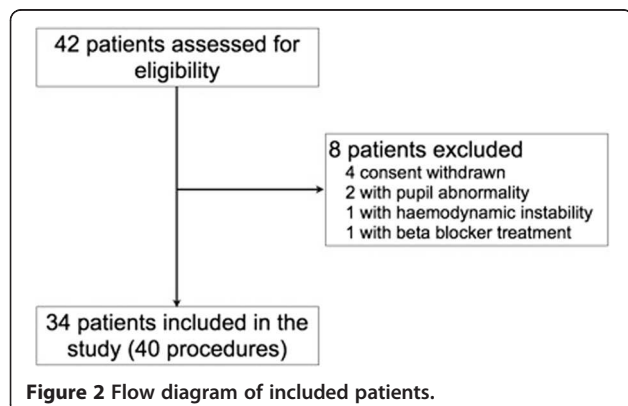 42 patients assessed for
eligibility
8 patients excluded
4 consent withdrawn
2 with pupil abnormality
1 with haemodynamic instability
1 with beta blocker treatment
34 patients included in the
study (40 procedures)
Figure 2 Flow diagram of included patients.